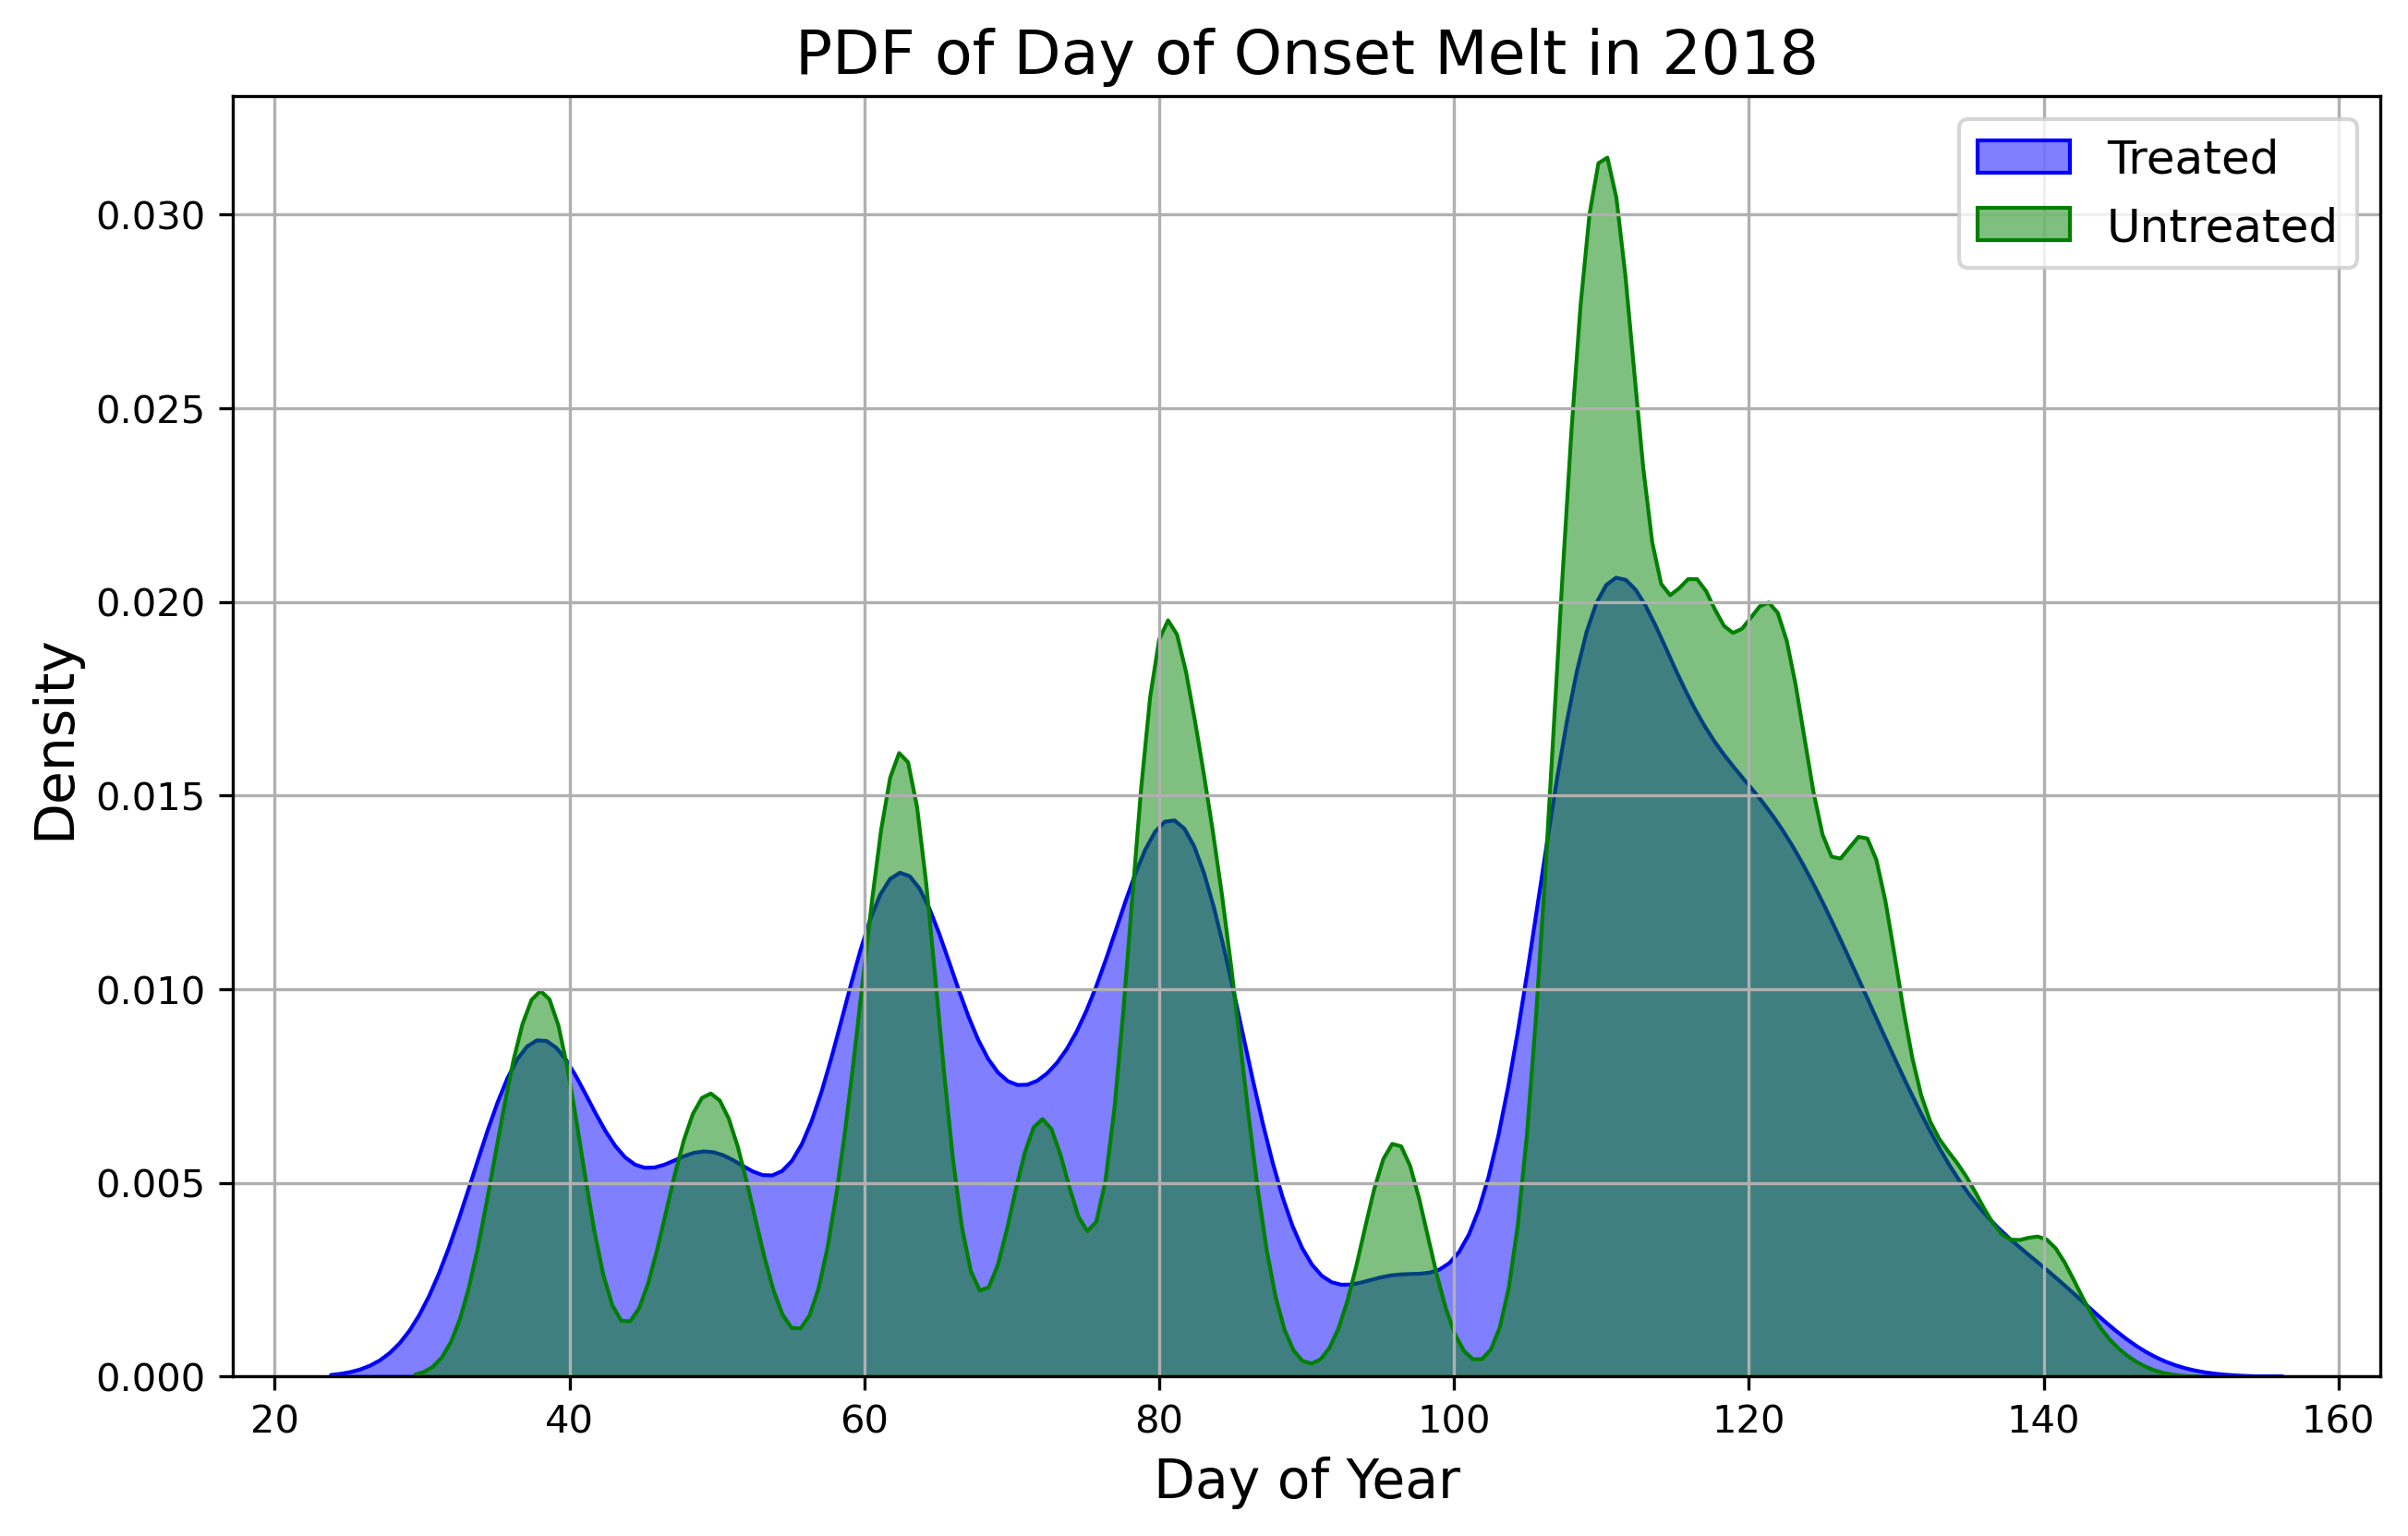 PDF of Day of Onset Melt in 2018
Treated
Untreated
0.030
0.025
0.020
0.015
0.010
0.005
0.000
Density
20 40 60 80 100 120 140 160
Day of Year